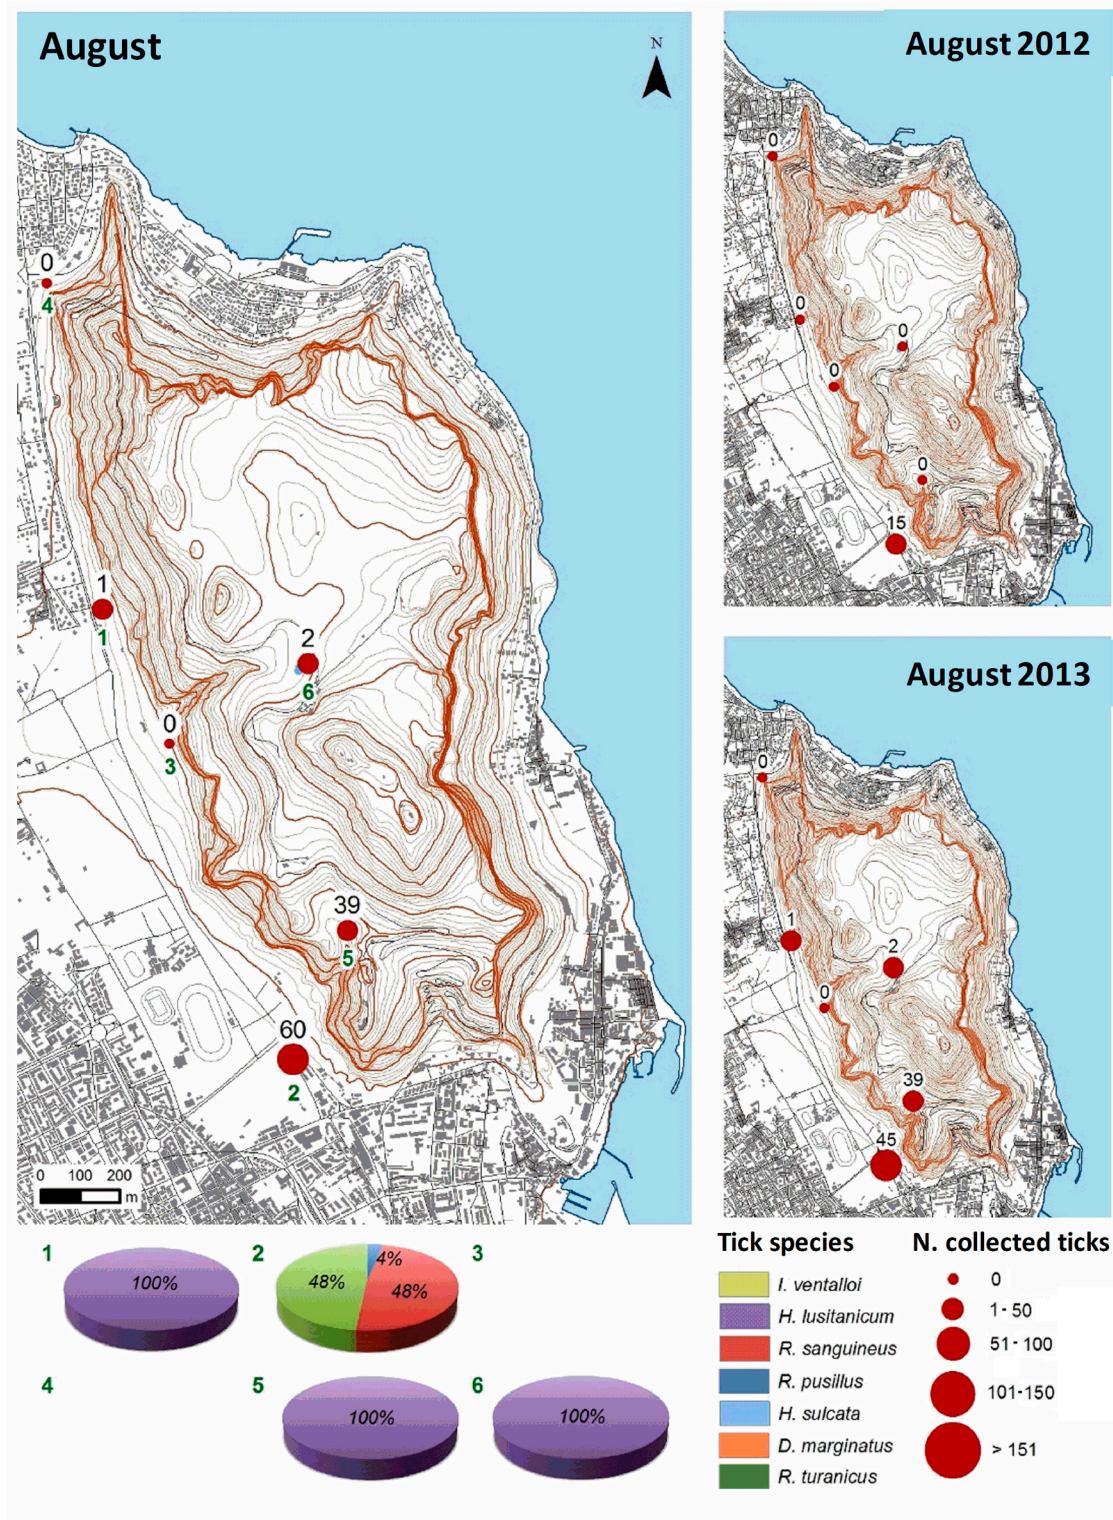 August
N
0
4
1
1
2
6
0
3
39
5
60
2
0 100 200
m
August 2012
0
0
0
0
0
15
August 2013
0
1
2
0
39
45
1
100%
2
4%
48%
48%
3
4
5
100%
6
100%
Tick species
I. ventalloi
H. lusitanicum
R. sanguineus
R. pusillus
H. sulcata
D. marginatus
R. turanicus
N. collected ticks
0
1 - 50
51 - 100
101-150
> 151